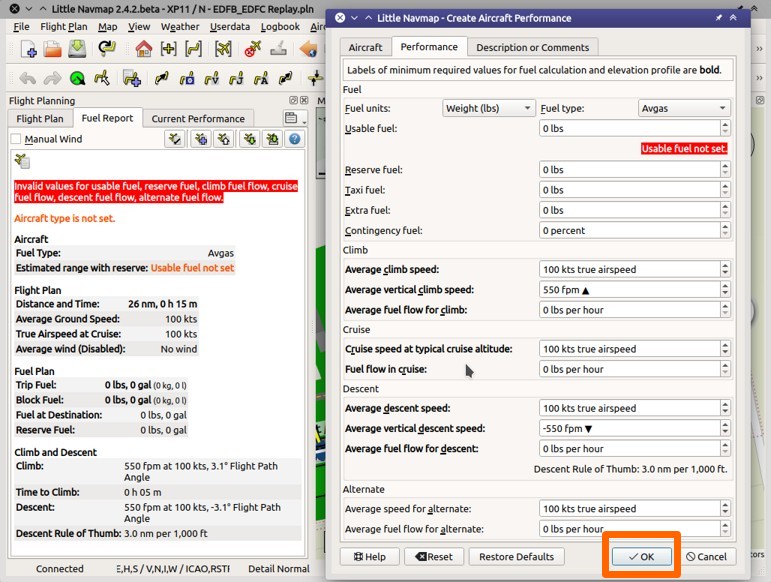 Little Navmap 2.4.2.beta - XP11 / N - EDFB_EDFC Replay.pln
File Flight Plan Map View Weather Userdata Logbook
Flight Planning
Flight Plan Fuel Report Current Performance
Manual Wind
Invalid values for usable fuel, reserve fuel, climb fuel flow, cruise
fuel flow, descent fuel flow, alternate fuel flow.
Aircraft type is not set.
Aircraft
Fuel Type: Avgas
Estimated range with reserve: Usable fuel not set
Flight Plan
Distance and Time: 26 nm, 0 h 15 m
Average Ground Speed: 100 kts
True Airspeed at Cruise: 100 kts
Average wind (Disabled): No wind
Fuel Plan
Trip Fuel: 0 lbs, 0 gal (0 kg, 0 l)
Block Fuel: 0 lbs, 0 gal (0 kg, 0 l)
Fuel at Destination: 0 lbs, 0 gal
Reserve Fuel: 0 lbs, 0 gal
Climb and Descent
Climb: 550 fpm at 100 kts, 3.1° Flight Path
Angle
Time to Climb: 0 h 05 m
Descent: 550 fpm at 100 kts, -3.1° Flight Path
Angle
Descent Rule of Thumb: 3.0 nm per 1,000 ft
Connected E,H,S / V,N,I,W / ICAO,RSTF Detail Normal
Little Navmap - Create Aircraft Performance
Aircraft Performance Description or Comments
Labels of minimum required values for fuel calculation and elevation profile are bold.
Fuel
Fuel units: Weight (lbs) Fuel type: Avgas
Usable fuel: 0 lbs
Usable fuel not set.
Reserve fuel: 0 lbs
Taxi fuel: 0 lbs
Extra fuel: 0 lbs
Contingency fuel: 0 percent
Climb
Average climb speed: 100 kts true airspeed
Average vertical climb speed: 550 fpm ▲
Average fuel flow for climb: 0 lbs per hour
Cruise
Cruise speed at typical cruise altitude: 100 kts true airspeed
Fuel flow in cruise: 0 lbs per hour
Descent
Average descent speed: 100 kts true airspeed
Average vertical descent speed: -550 fpm ▼
Average fuel flow for descent: 0 lbs per hour
Descent Rule of Thumb: 3.0 nm per 1,000 ft.
Alternate
Average speed for alternate: 100 kts true airspeed
Average fuel flow for alternate: 0 lbs per hour
Help Reset Restore Defaults OK Cancel